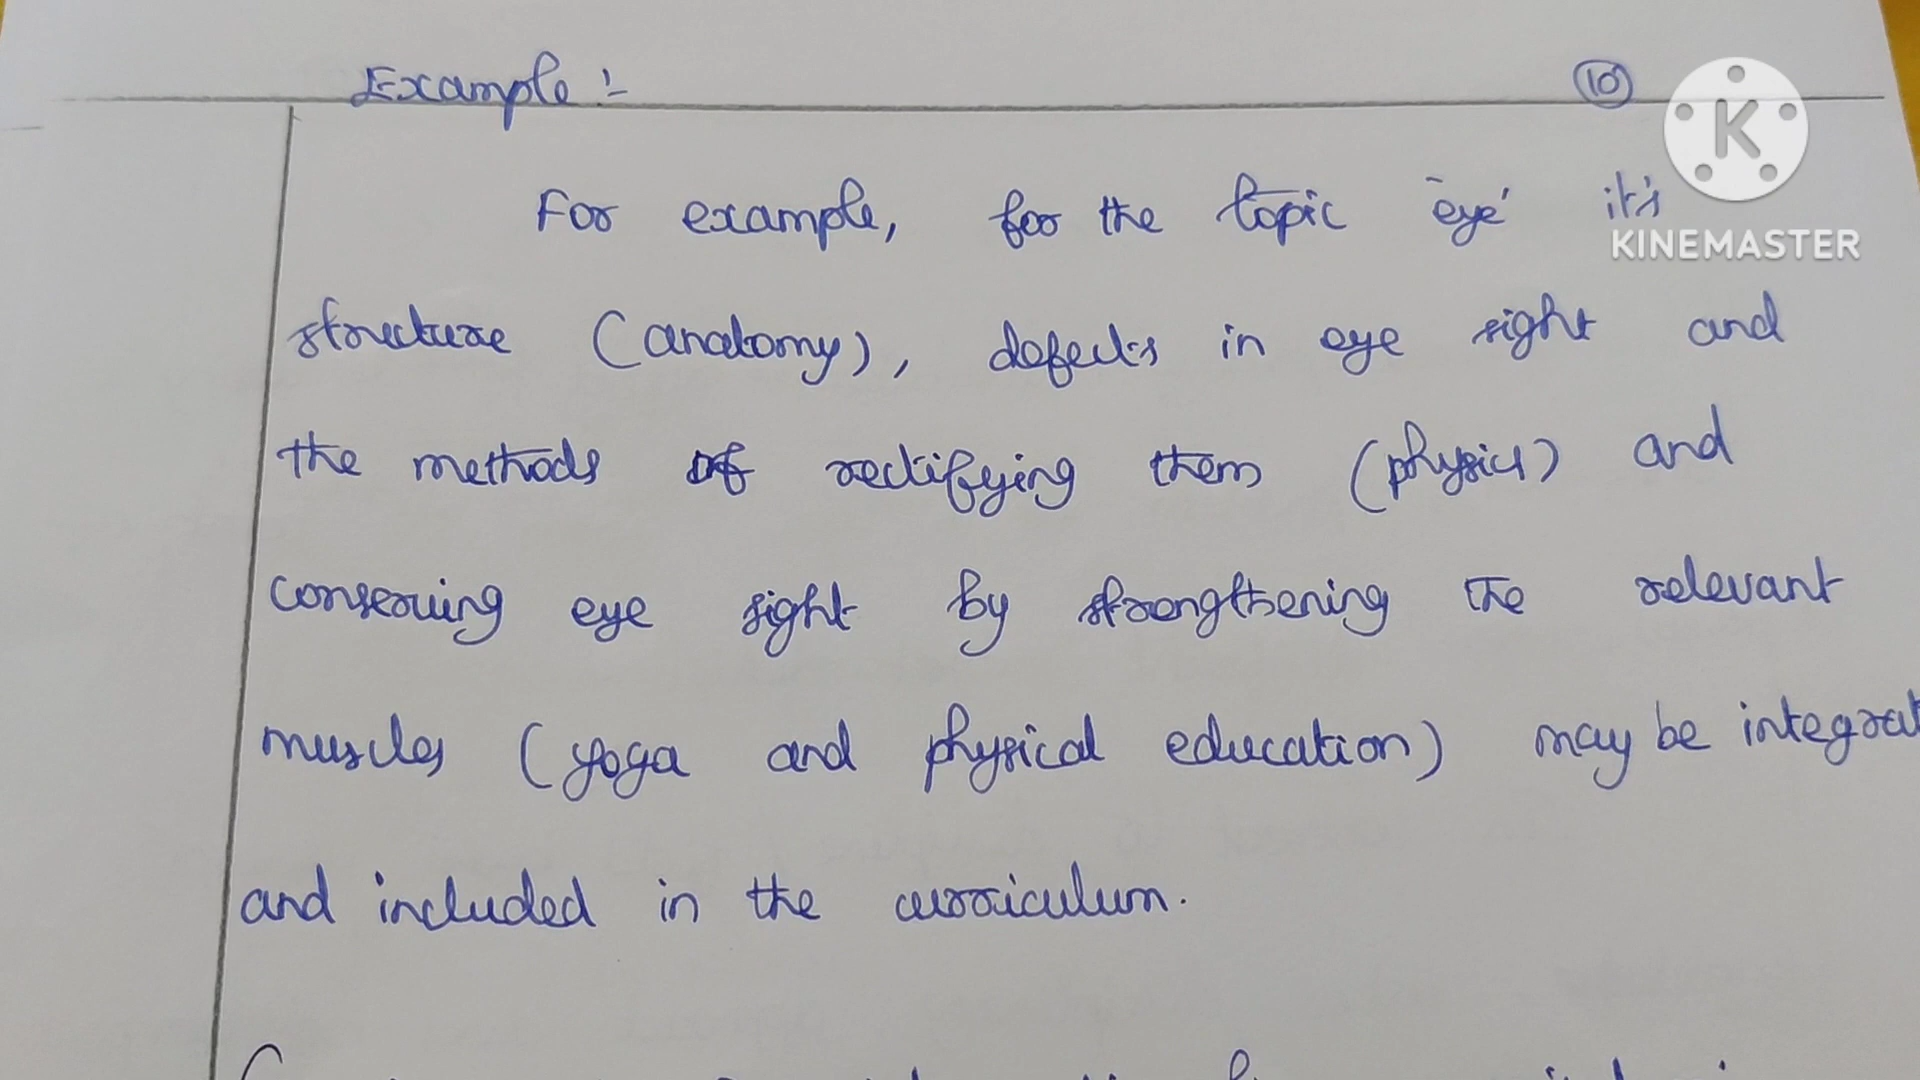 Example :-
10
K
KINEMASTER
For example, for the topic 'eye' it's
structure (anatomy), defects in eye sight and
the methods of rectifying them (physics) and
conserving eye sight by strengthening the relevant
muscles (yoga and physical education) may be integrat
and included in the curriculum.